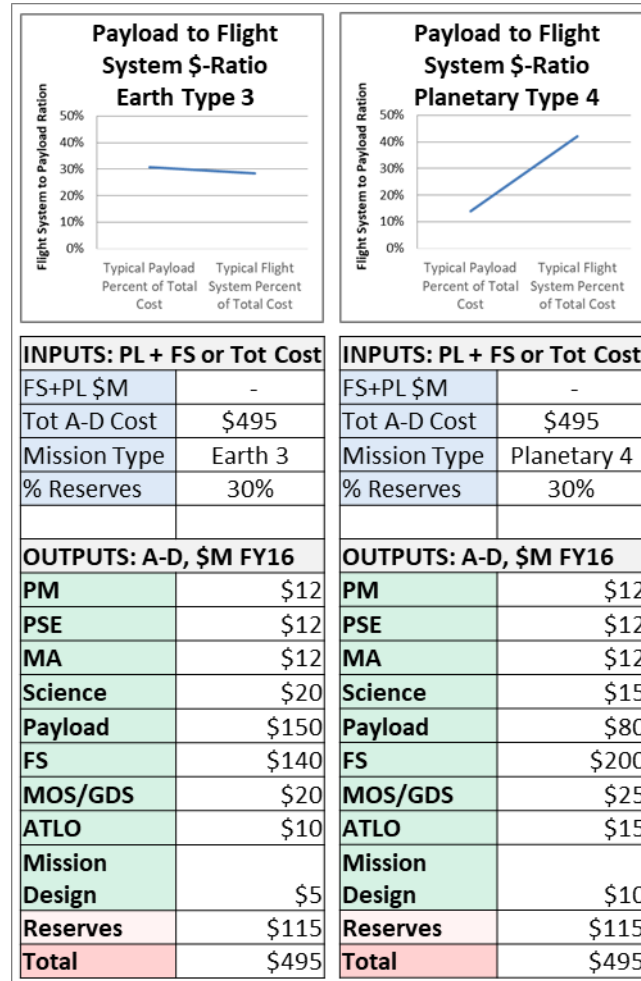 Payload to Flight
System $-Ratio
Earth Type 3
Flight System to Payload Ration
50%
40%
30%
20%
10%
0%
Typical Payload
Percent of Total
Cost
Typical Flight
System Percent
of Total Cost
Payload to Flight
System $-Ratio
Planetary Type 4
Flight System to Payload Ration
50%
40%
30%
20%
10%
0%
Typical Payload
Percent of Total
Cost
Typical Flight
System Percent
of Total Cost
INPUTS: PL + FS or Tot Cost
FS+PL $M -
Tot A-D Cost $495
Mission Type Earth 3
% Reserves 30%
OUTPUTS: A-D, $M FY16
PM $12
PSE $12
MA $12
Science $20
Payload $150
FS $140
MOS/GDS $20
ATLO $10
Mission
Design $5
Reserves $115
Total $495
INPUTS: PL + FS or Tot Cost
FS+PL $M -
Tot A-D Cost $495
Mission Type Planetary 4
% Reserves 30%
OUTPUTS: A-D, $M FY16
PM $12
PSE $12
MA $12
Science $15
Payload $80
FS $200
MOS/GDS $25
ATLO $15
Mission
Design $10
Reserves $115
Total $495